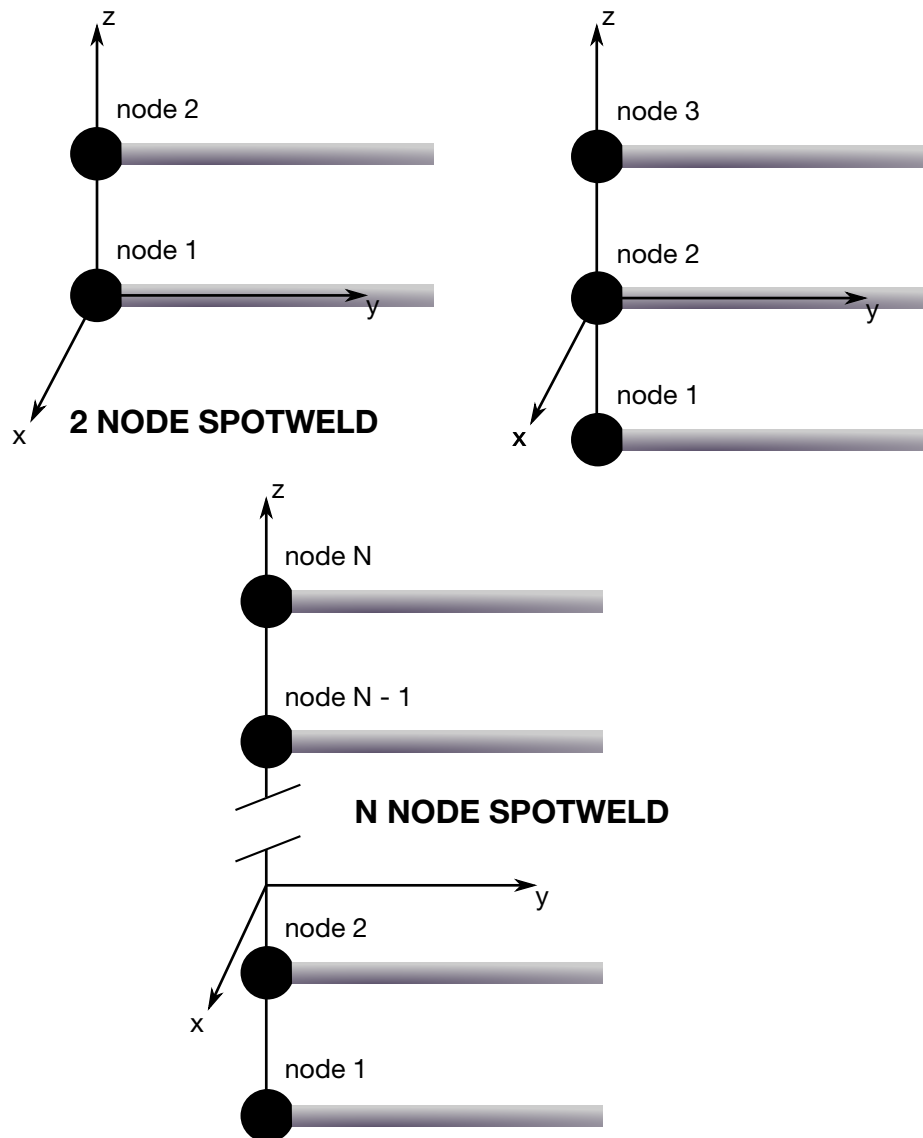 z
node 2
node 1
y
x
2 NODE SPOTWELD
z
node 3
node 2
y
node 1
x
z
node N
node N - 1
N NODE SPOTWELD
y
node 2
x
node 1